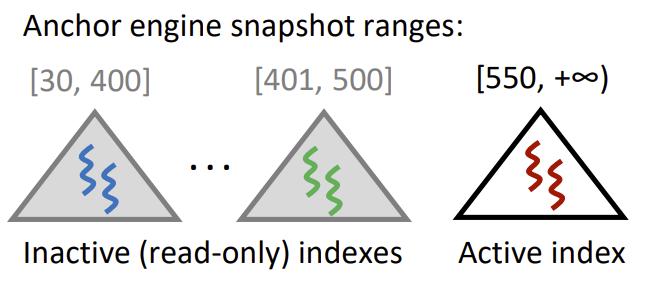 Anchor engine snapshot ranges:
[30, 400] [401, 500] [550, +∞)
...
Inactive (read-only) indexes Active index